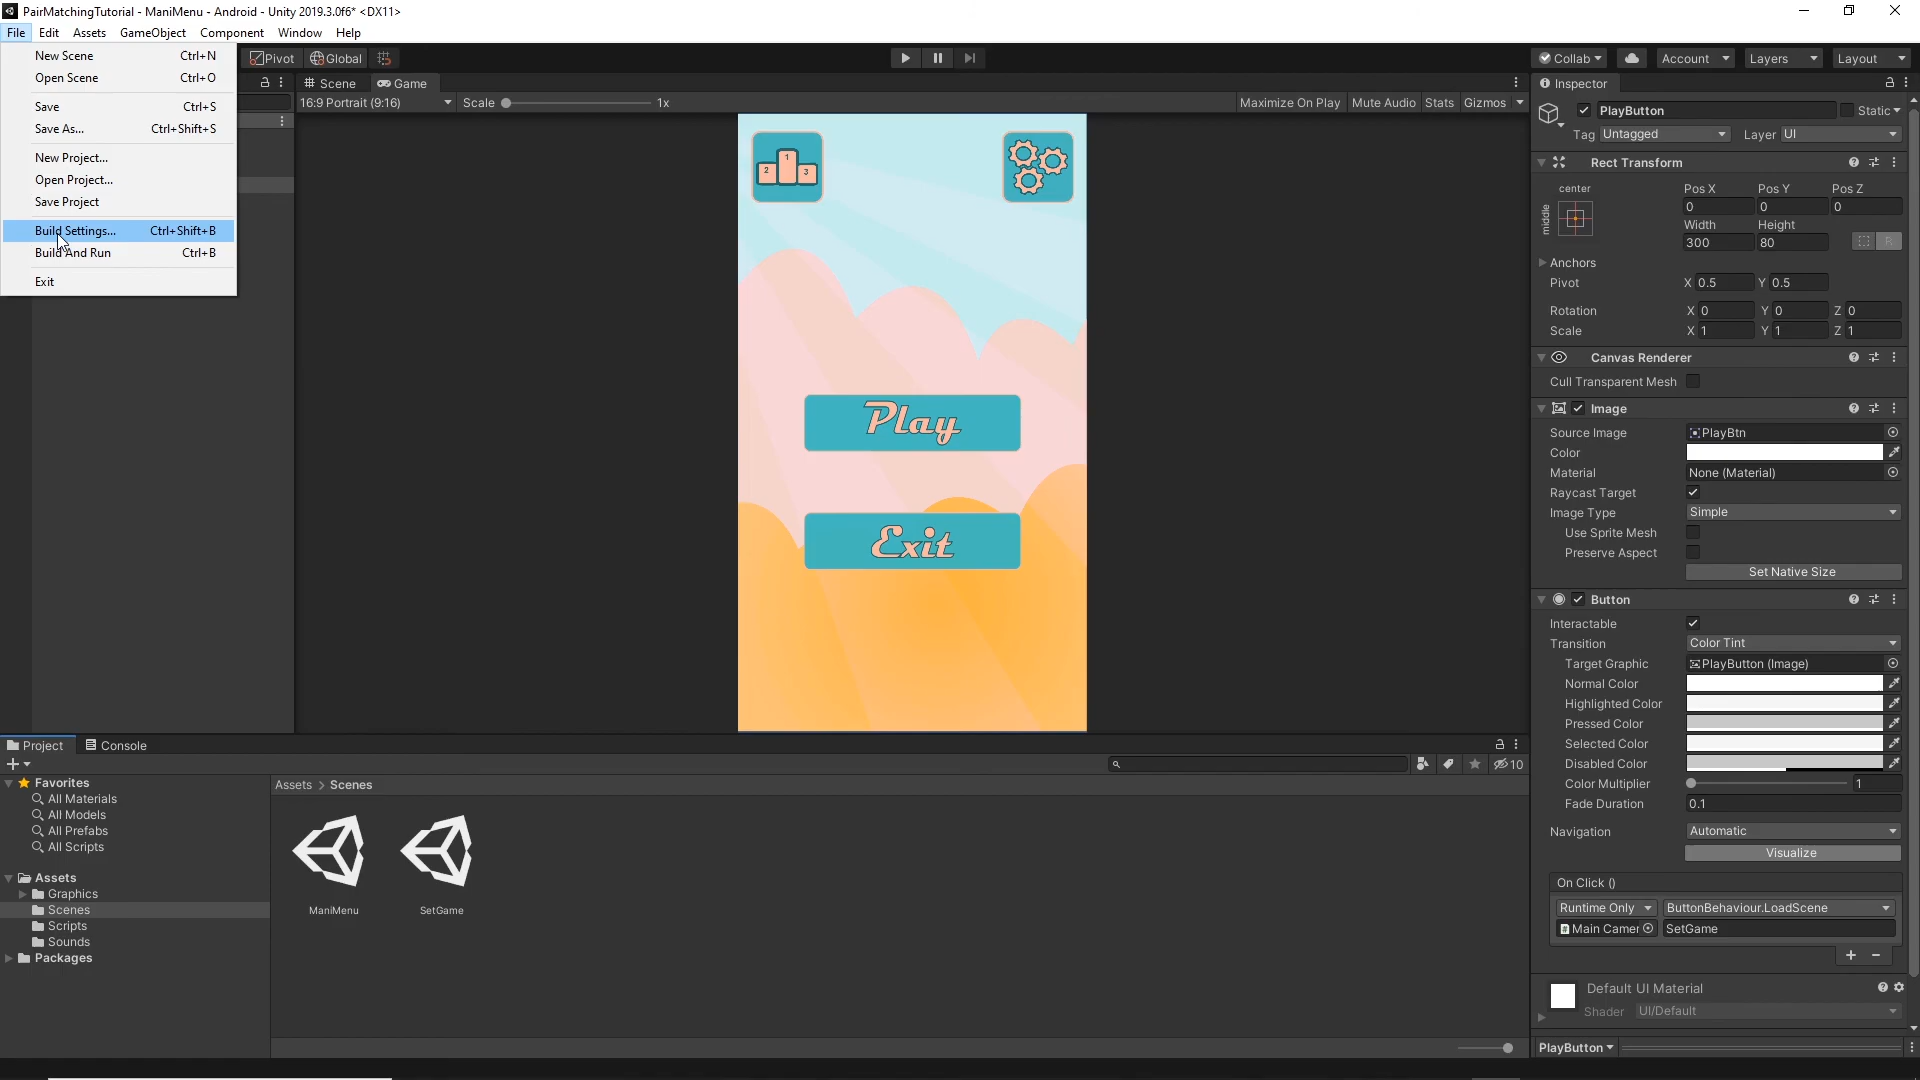 PairMatchingTutorial - ManiMenu - Android - Unity 2019.3.0f6* <DX11>
File Edit Assets GameObject Component Window Help
New Scene Ctrl+N
Open Scene Ctrl+O
Save Ctrl+S
Save As... Ctrl+Shift+S
New Project...
Open Project...
Save Project
Build Settings... Ctrl+Shift+B
Build And Run Ctrl+B
Exit
Pivot Global
Collab Account Layers Layout
Scene Game
16:9 Portrait (9:16) Scale 1x Maximize On Play Mute Audio Stats Gizmos
2 1 3
Play
Exit
Inspector
PlayButton Static
Tag Untagged Layer UI
Rect Transform
center Pos X Pos Y Pos Z
middle 0 0 0
Width Height
300 80 R
Anchors
Pivot X 0.5 Y 0.5
Rotation X 0 Y 0 Z 0
Scale X 1 Y 1 Z 1
Canvas Renderer
Cull Transparent Mesh
Image
Source Image PlayBtn
Color
Material None (Material)
Raycast Target
Image Type Simple
Use Sprite Mesh
Preserve Aspect
Set Native Size
Button
Interactable
Transition Color Tint
Target Graphic PlayButton (Image)
Normal Color
Highlighted Color
Pressed Color
Selected Color
Disabled Color
Color Multiplier 1
Fade Duration 0.1
Navigation Automatic
Visualize
On Click ()
Runtime Only ButtonBehaviour.LoadScene
Main Camer SetGame
+ −
Default UI Material
Shader UI/Default
PlayButton
Project Console
10
Favorites
All Materials
All Models
All Prefabs
All Scripts
Assets
Graphics
Scenes
Scripts
Sounds
Packages
Assets > Scenes
ManiMenu SetGame